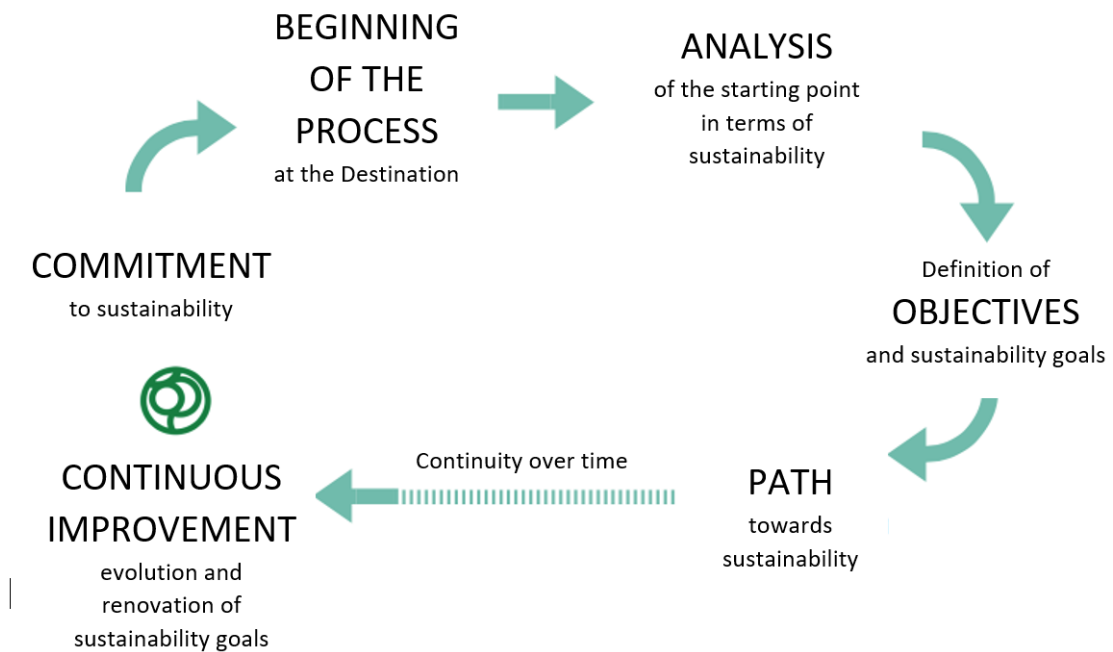 BEGINNING
OF THE
PROCESS
at the Destination
ANALYSIS
of the starting point
in terms of
sustainability
Definition of
OBJECTIVES
and sustainability goals
PATH
towards
sustainability
Continuity over time
CONTINUOUS
IMPROVEMENT
evolution and
renovation of
sustainability goals
COMMITMENT
to sustainability